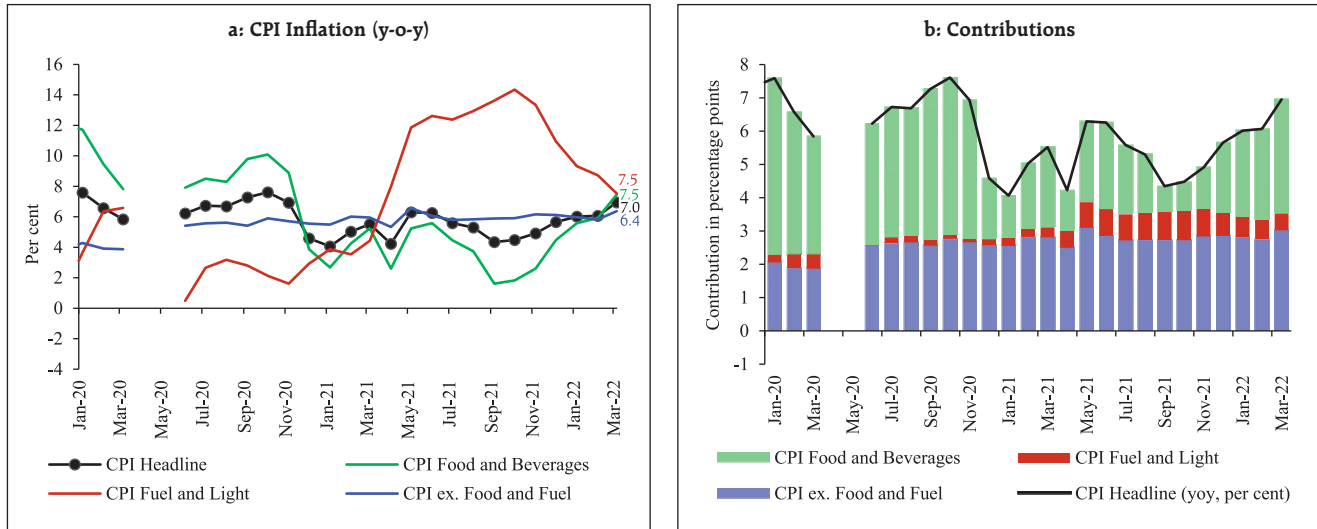 a: CPI Inflation (y-o-y)
Per cent
16
14
12
10
8
6
4
2
0
-2
-4
7.5
7.5
7.0
6.4
Jan-20
Mar-20
May-20
Jul-20
Sep-20
Nov-20
Jan-21
Mar-21
May-21
Jul-21
Sep-21
Nov-21
Jan-22
Mar-22
CPI Headline
CPI Food and Beverages
CPI Fuel and Light
CPI ex. Food and Fuel
b: Contributions
Contribution in percentage points
8
7
6
5
4
3
2
1
0
-1
Jan-20
Mar-20
May-20
Jul-20
Sep-20
Nov-20
Jan-21
Mar-21
May-21
Jul-21
Sep-21
Nov-21
Jan-22
Mar-22
CPI Food and Beverages
CPI Fuel and Light
CPI ex. Food and Fuel
CPI Headline (yoy, per cent)